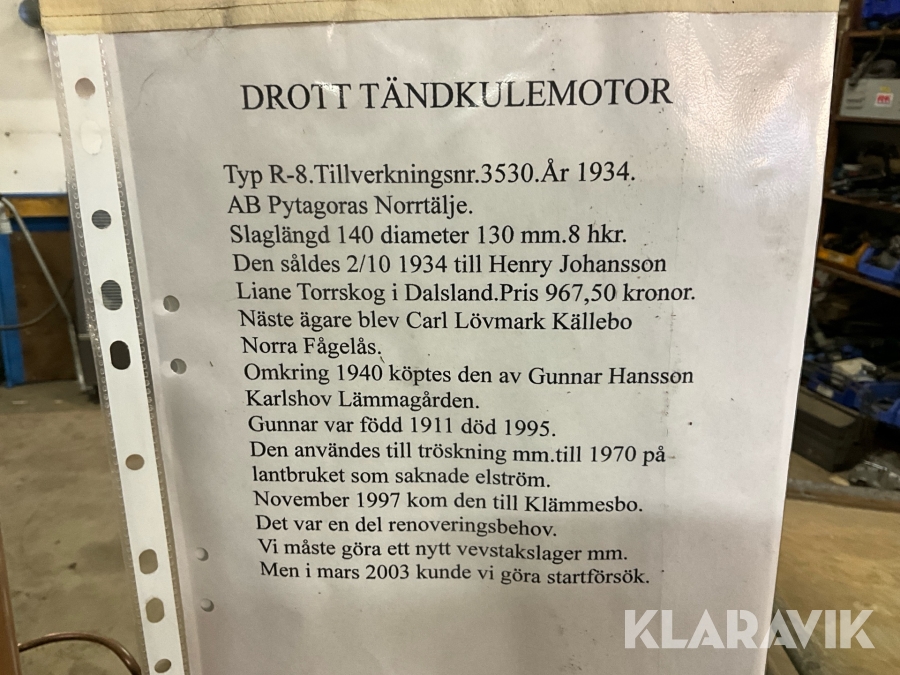 DROTT TÄNDKULEMOTOR
Typ R-8.Tillverkningsnr.3530.År 1934.
AB Pytagoras Norrtälje.
Slaglängd 140 diameter 130 mm.8 hkr.
Den såldes 2/10 1934 till Henry Johansson
Liane Torrskog i Dalsland.Pris 967,50 kronor.
Näste ägare blev Carl Lövmark Källebo
Norra Fågelås.
Omkring 1940 köptes den av Gunnar Hansson
Karlshov Lämmagården.
Gunnar var född 1911 död 1995.
Den användes till tröskning mm.till 1970 på
lantbruket som saknade elström.
November 1997 kom den till Klämmesbo.
Det var en del renoveringsbehov.
Vi måste göra ett nytt vevstakslager mm.
Men i mars 2003 kunde vi göra startförsök.
KLARAVIK